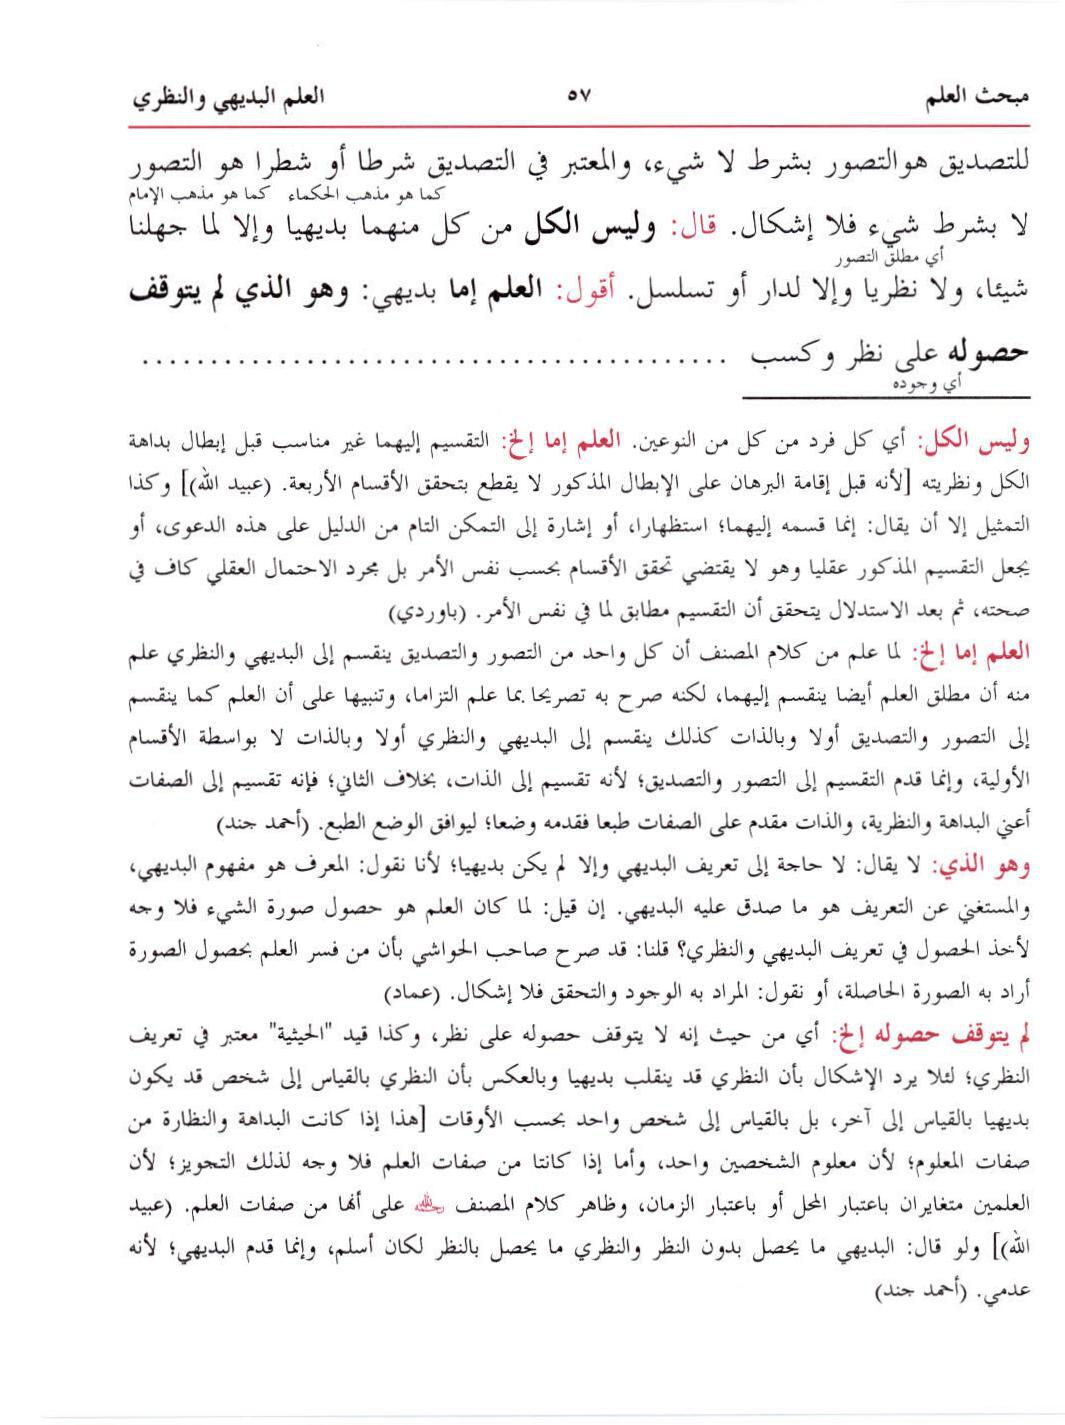 مبحث العلم ٥٧ العلم البديهي والنظري
للتصديق هوالتصور بشرط لا شيء، والمعتبر في التصديق شرطا أو شطرا هو التصور
كما هو مذهب الحكماء كما هو مذهب الإمام
لا بشرط شيء فلا إشكال. قال: وليس الكل من كل منهما بديهيا وإلا لما جهلنا
أي مطلق التصور
شيئا، ولا نظريا وإلا لدار أو تسلسل. أقول: العلم إما بديهي: وهو الذي لم يتوقف
حصوله على نظر وكسب ............................................
أي وجوده
وليس الكل: أي كل فرد من كل من النوعين. العلم إما إلخ: التقسيم إليهما غير مناسب قبل إبطال بداهة
الكل ونظريته [لأنه قبل إقامة البرهان على الإبطال المذكور لا يقطع بتحقق الأقسام الأربعة. (عبيد الله)] وكذا
التمثيل إلا أن يقال: إنما قسمه إليهما؛ استظهارا، أو إشارة إلى التمكن التام من الدليل على هذه الدعوى، أو
يجعل التقسيم المذكور عقليا وهو لا يقتضي تحقق الأقسام بحسب نفس الأمر بل مجرد الاحتمال العقلي كاف في
صحته، ثم بعد الاستدلال يتحقق أن التقسيم مطابق لما في نفس الأمر. (باوردي)
العلم إما إلخ: لما علم من كلام المصنف أن كل واحد من التصور والتصديق ينقسم إلى البديهي والنظري علم
منه أن مطلق العلم أيضا ينقسم إليهما، لكنه صرح به تصريحا بما علم التزاما، وتنبيها على أن العلم كما ينقسم
إلى التصور والتصديق أولا وبالذات كذلك ينقسم إلى البديهي والنظري أولا وبالذات لا بواسطة الأقسام
الأولية، وإنما قدم التقسيم إلى التصور والتصديق؛ لأنه تقسيم إلى الذات، بخلاف الثاني؛ فإنه تقسيم إلى الصفات
أعني البداهة والنظرية، والذات مقدم على الصفات طبعا فقدمه وضعا؛ ليوافق الوضع الطبع. (أحمد جند)
وهو الذي: لا يقال: لا حاجة إلى تعريف البديهي وإلا لم يكن بديهيا؛ لأنا نقول: المعرف هو مفهوم البديهي،
والمستغني عن التعريف هو ما صدق عليه البديهي. إن قيل: لما كان العلم هو حصول صورة الشيء فلا وجه
لأخذ الحصول في تعريف البديهي والنظري؟ قلنا: قد صرح صاحب الحواشي بأن من فسر العلم بحصول الصورة
أراد به الصورة الحاصلة، أو نقول: المراد به الوجود والتحقق فلا إشكال. (عماد)
لم يتوقف حصوله إلخ: أي من حيث إنه لا يتوقف حصوله على نظر، وكذا قيد "الحيثية" معتبر في تعريف
النظري؛ لئلا يرد الإشكال بأن النظري قد ينقلب بديهيا وبالعكس بأن النظري بالقياس إلى شخص قد يكون
بديهيا بالقياس إلى آخر، بل بالقياس إلى شخص واحد بحسب الأوقات [هذا إذا كانت البداهة والنظارة من
صفات المعلوم؛ لأن معلوم الشخصين واحد، وأما إذا كانتا من صفات العلم فلا وجه لذلك التجويز؛ لأن
العلمين متغايران باعتبار المحل أو باعتبار الزمان، وظاهر كلام المصنف رحمه الله على أنها من صفات العلم. (عبيد
الله)] ولو قال: البديهي ما يحصل بدون النظر والنظري ما يحصل بالنظر لكان أسلم، وإنما قدم البديهي؛ لأنه
عدمي. (أحمد جند)